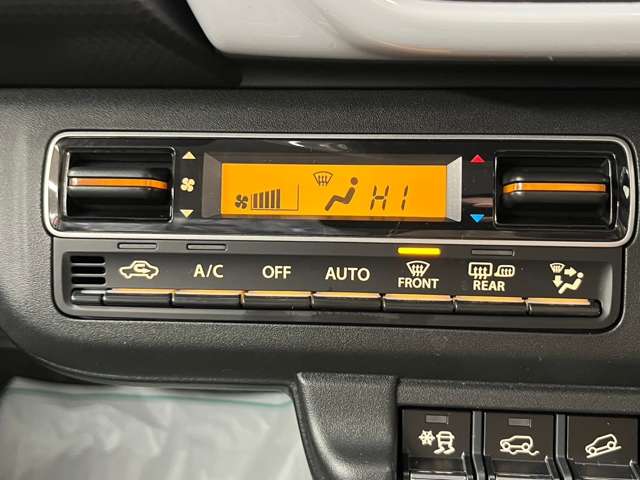 HI
A/C OFF AUTO FRONT REAR